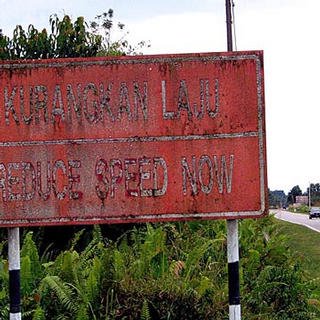 KURANGKAN LAJU
REDUCE SPEED NOW